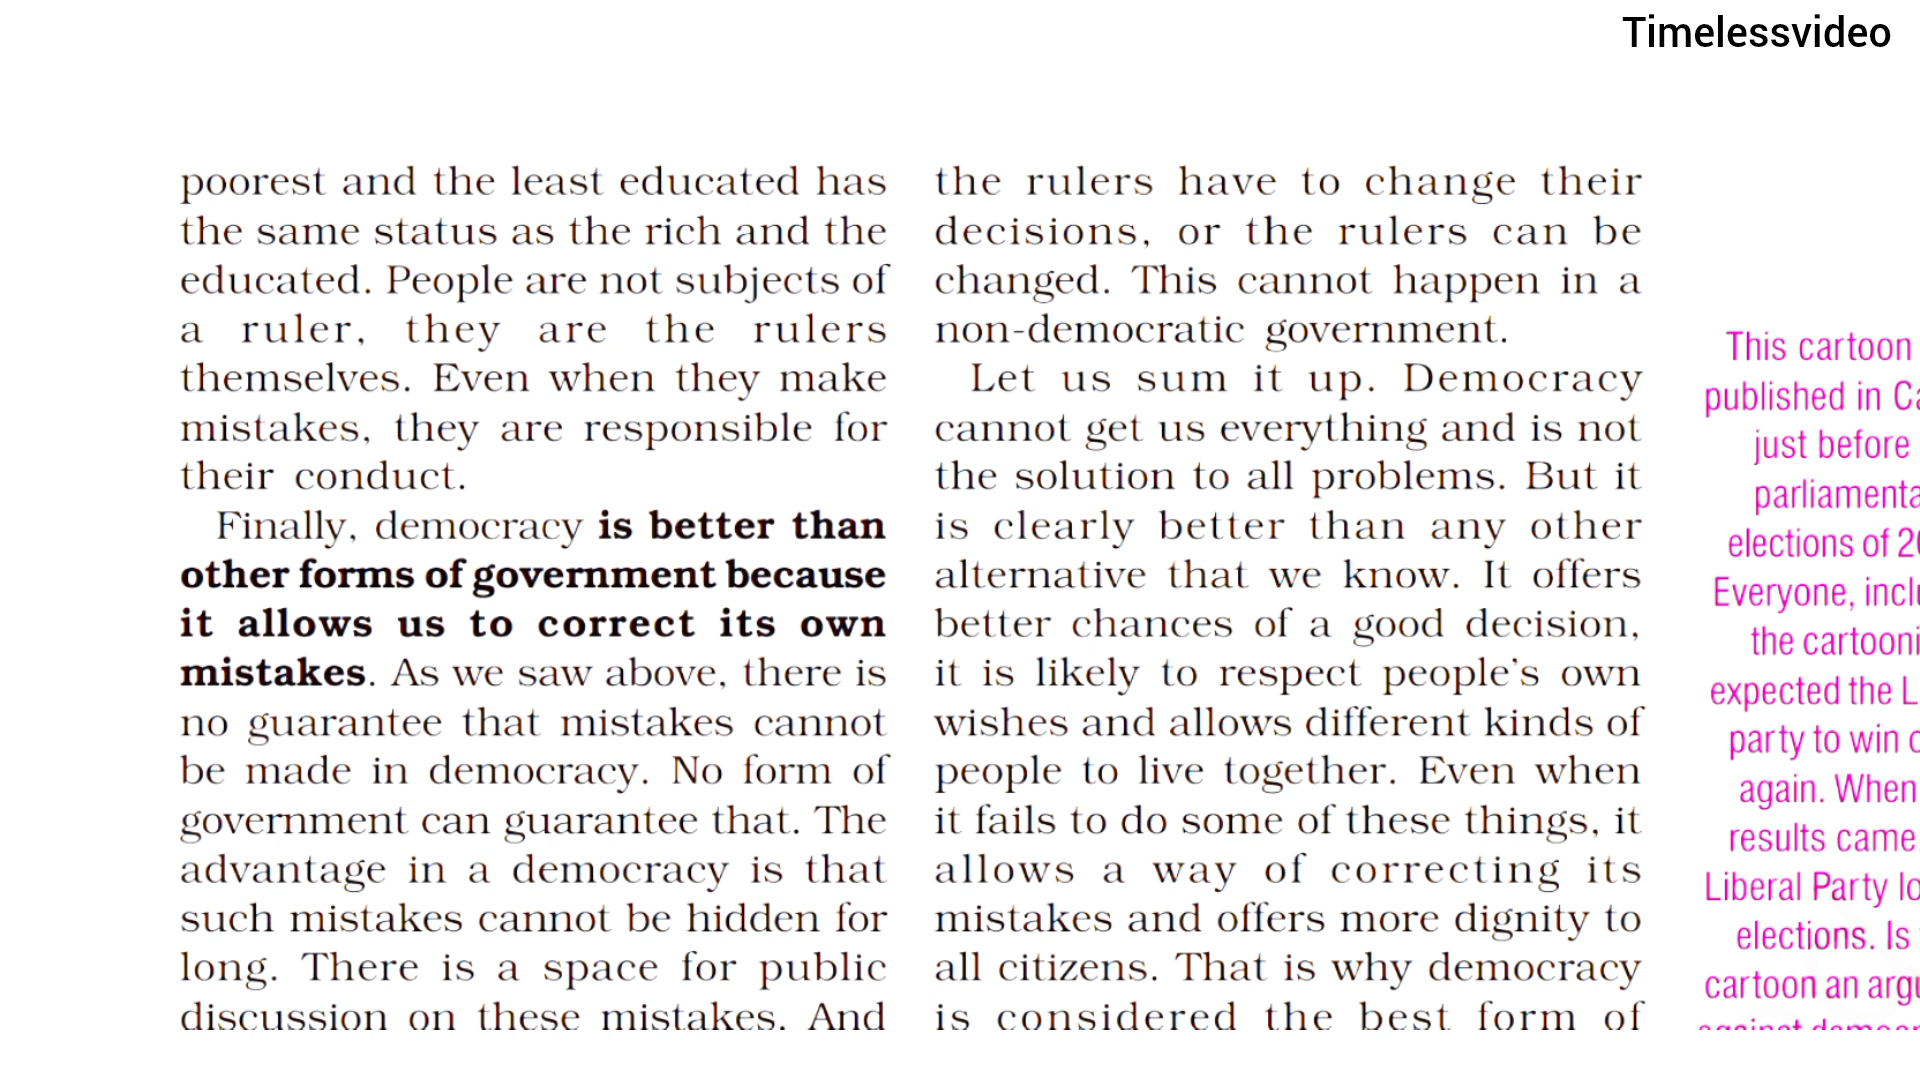 Timelessvideo
poorest and the least educated has
the same status as the rich and the
educated. People are not subjects of
a ruler, they are the rulers
themselves. Even when they make
mistakes, they are responsible for
their conduct.
Finally, democracy is better than
other forms of government because
it allows us to correct its own
mistakes. As we saw above, there is
no guarantee that mistakes cannot
be made in democracy. No form of
government can guarantee that. The
advantage in a democracy is that
such mistakes cannot be hidden for
long. There is a space for public
discussion on these mistakes. And
the rulers have to change their
decisions, or the rulers can be
changed. This cannot happen in a
non-democratic government.
Let us sum it up. Democracy
cannot get us everything and is not
the solution to all problems. But it
is clearly better than any other
alternative that we know. It offers
better chances of a good decision,
it is likely to respect people's own
wishes and allows different kinds of
people to live together. Even when
it fails to do some of these things, it
allows a way of correcting its
mistakes and offers more dignity to
all citizens. That is why democracy
is considered the best form of
This cartoon
published in
just before
parliamenta
elections of
Everyone,
the
expected the
party to win
again. When
results came
Liberal Party
elections. Is
cartoon an